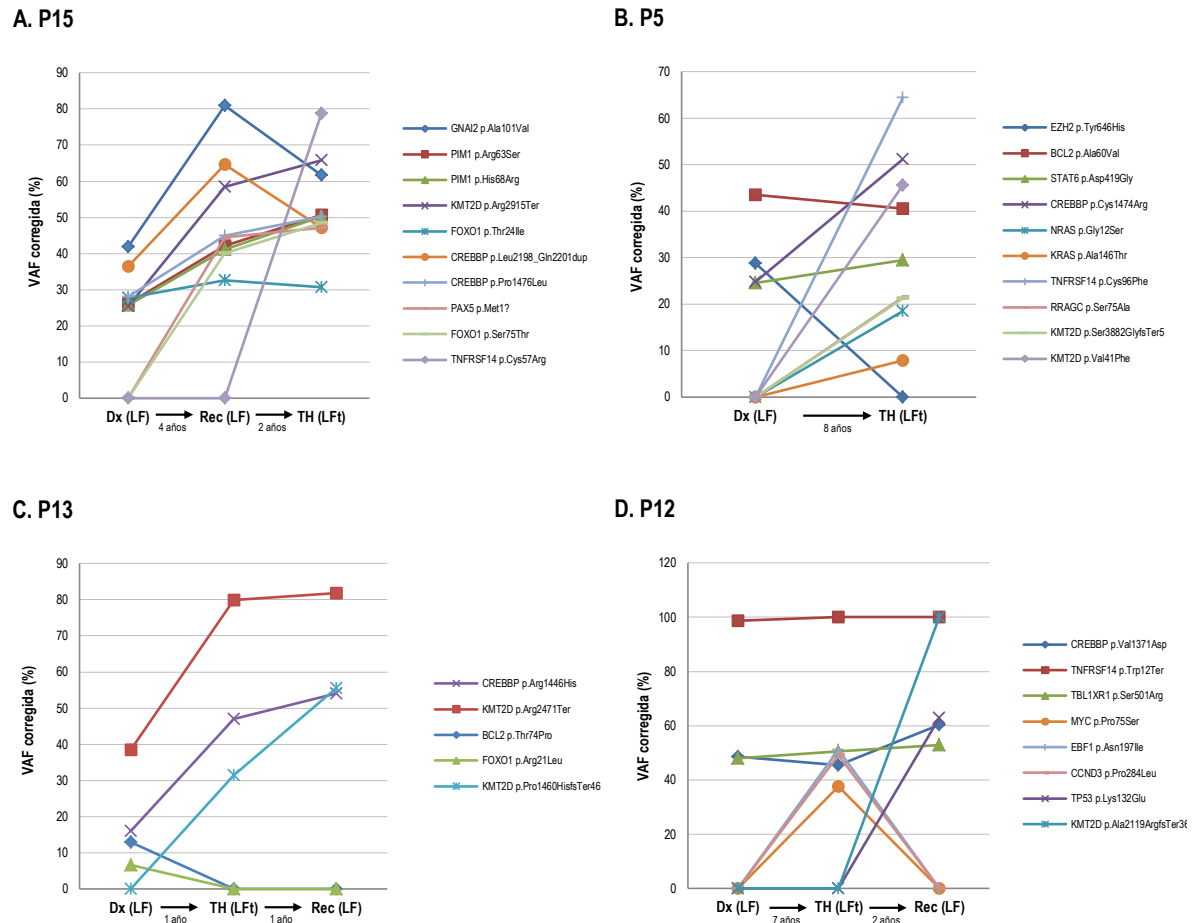 A. P15
VAF corregida (%)
90
80
70
60
50
40
30
20
10
0
Dx (LF)
Rec (LF)
TH (LFt)
4 años
2 años
GNAI2 p.Ala101Val
PIM1 p.Arg63Ser
PIM1 p.His68Arg
KMT2D p.Arg2915Ter
FOXO1 p.Thr24Ile
CREBBP p.Leu2198_Gln2201dup
CREBBP p.Pro1476Leu
PAX5 p.Met1?
FOXO1 p.Ser75Thr
TNFRSF14 p.Cys57Arg
B. P5
VAF corregida (%)
70
60
50
40
30
20
10
0
Dx (LF)
TH (LFt)
8 años
EZH2 p.Tyr646His
BCL2 p.Ala60Val
STAT6 p.Asp419Gly
CREBBP p.Cys1474Arg
NRAS p.Gly12Ser
KRAS p.Ala146Thr
TNFRSF14 p.Cys96Phe
RRAGC p.Ser75Ala
KMT2D p.Ser3882GlyfsTer5
KMT2D p.Val41Phe
C. P13
VAF corregida (%)
90
80
70
60
50
40
30
20
10
0
Dx (LF)
TH (LFt)
Rec (LF)
1 año
1 año
CREBBP p.Arg1446His
KMT2D p.Arg2471Ter
BCL2 p.Thr74Pro
FOXO1 p.Arg21Leu
KMT2D p.Pro1460HisfsTer46
D. P12
VAF corregida (%)
120
100
80
60
40
20
0
Dx (LF)
TH (LFt)
Rec (LF)
7 años
2 años
CREBBP p.Val1371Asp
TNFRSF14 p.Trp12Ter
TBL1XR1 p.Ser501Arg
MYC p.Pro75Ser
EBF1 p.Asn197Ile
CCND3 p.Pro284Leu
TP53 p.Lys132Glu
KMT2D p.Ala2119ArgfsTer36